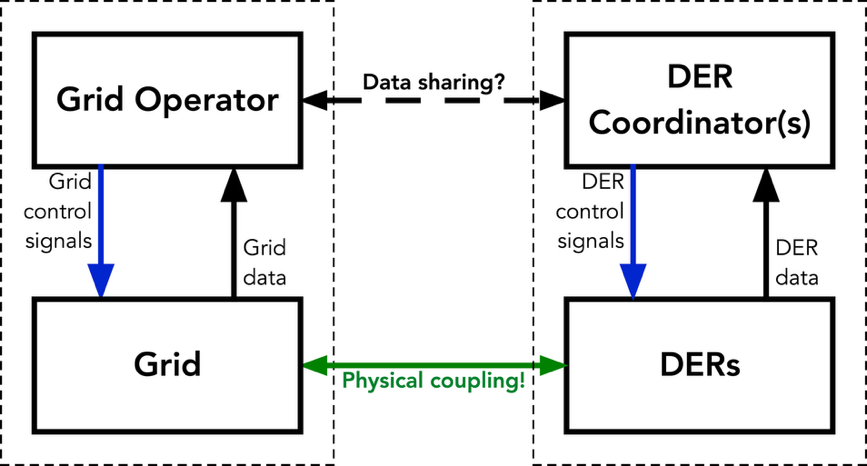 Grid Operator
Data sharing?
DER
Coordinator(s)
Grid
control
signals
Grid
data
DER
control
signals
DER
data
Grid
Physical coupling!
DERs